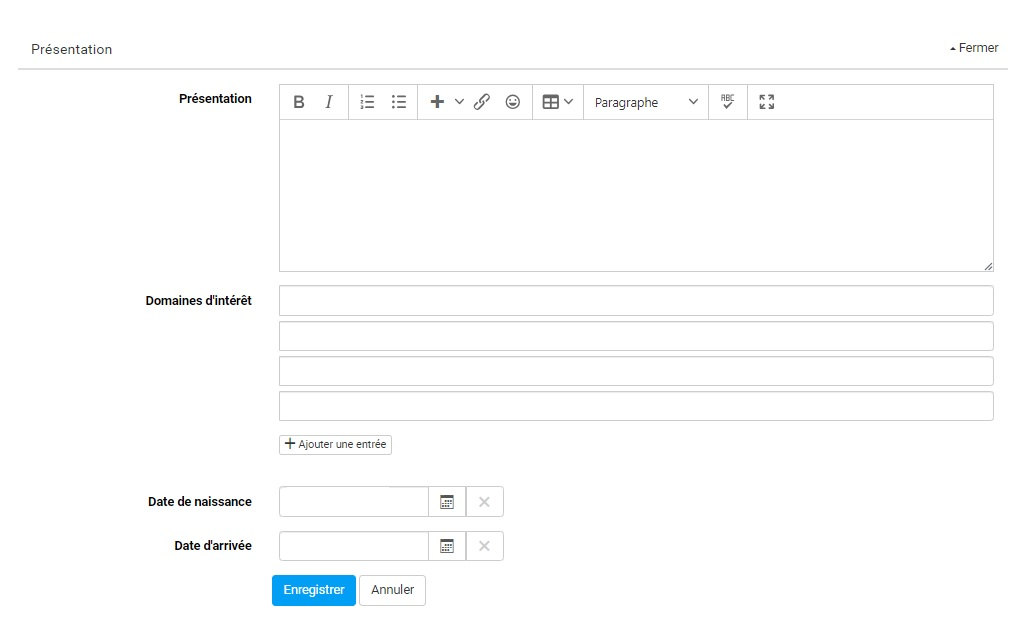 Présentation
Fermer
Présentation
B I Paragraphe ABC
Domaines d'intérêt
Ajouter une entrée
Date de naissance
Date d'arrivée
Enregistrer Annuler